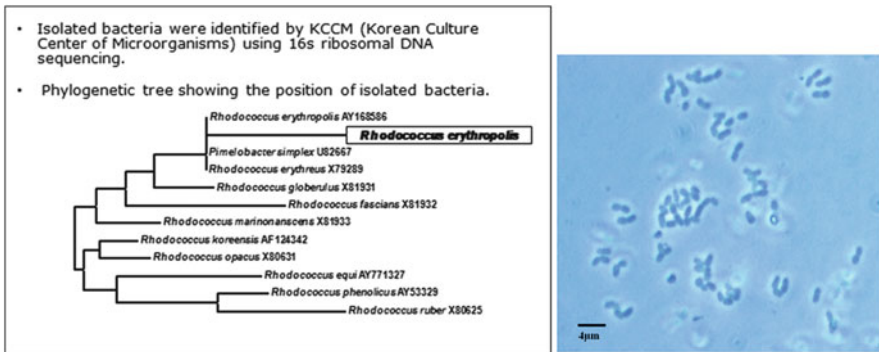 • Isolated bacteria were identified by KCCM (Korean Culture
Center of Microorganisms) using 16s ribosomal DNA
sequencing.
• Phylogenetic tree showing the position of isolated bacteria.
Rhodococcus erythropolis AY168586
Rhodococcus erythropolis
Pimelobacter simplex U82667
Rhodococcus erythreus X79289
Rhodococcus globerulus X81931
Rhodococcus fascians X81932
Rhodococcus marinonanscens X81933
Rhodococcus koreensis AF124342
Rhodococcus opacus X80631
Rhodococcus equi AY771327
Rhodococcus phenolicus AY53329
Rhodococcus ruber X80625
4μm